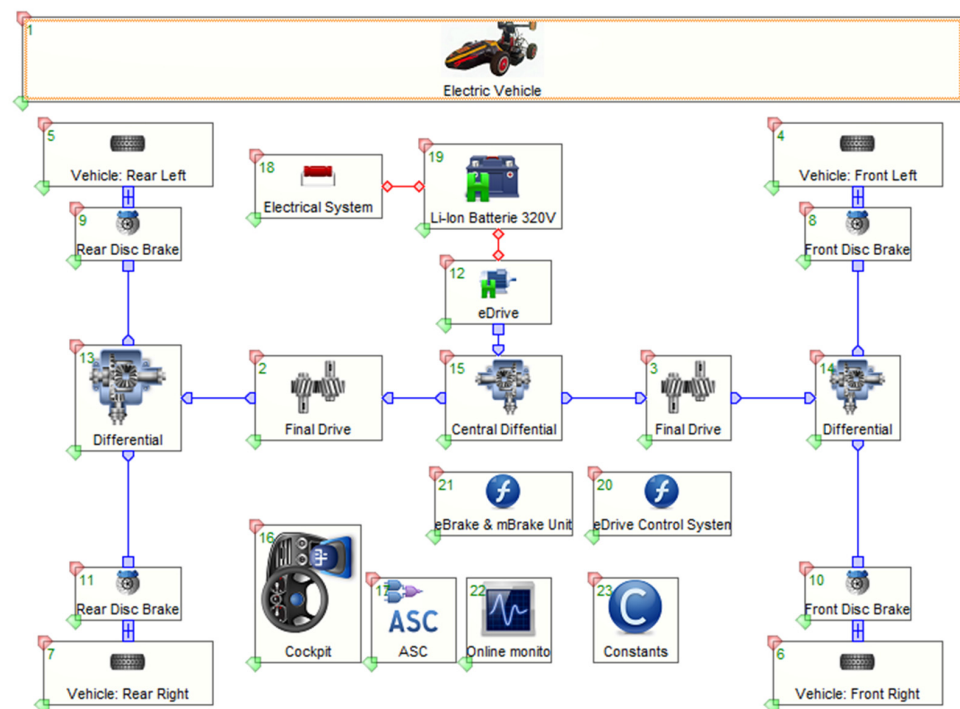 1
Electric Vehicle
5
Vehicle: Rear Left
18
Electrical System
19
Li-Ion Batterie 320V
4
Vehicle: Front Left
9
Rear Disc Brake
8
Front Disc Brake
12
eDrive
13
Differential
2
Final Drive
15
Central Diffential
3
Final Drive
14
Differential
21
eBrake & mBrake Unit
20
eDrive Control System
16
Cockpit
17
ASC
ASC
22
Online monito
23
C
Constants
11
Rear Disc Brake
10
Front Disc Brake
7
Vehicle: Rear Right
6
Vehicle: Front Right